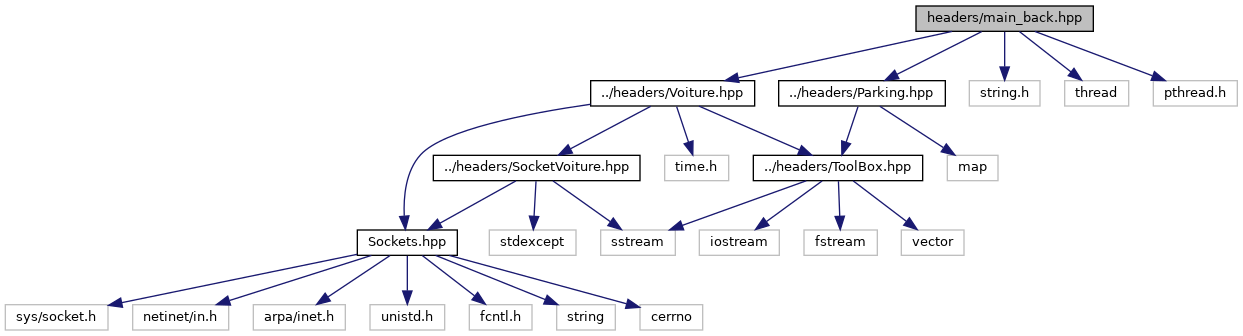 headers/main_back.hpp
../headers/Voiture.hpp
../headers/Parking.hpp
string.h
thread
pthread.h
../headers/SocketVoiture.hpp
time.h
../headers/ToolBox.hpp
map
Sockets.hpp
stdexcept
sstream
iostream
fstream
vector
sys/socket.h
netinet/in.h
arpa/inet.h
unistd.h
fcntl.h
string
cerrno